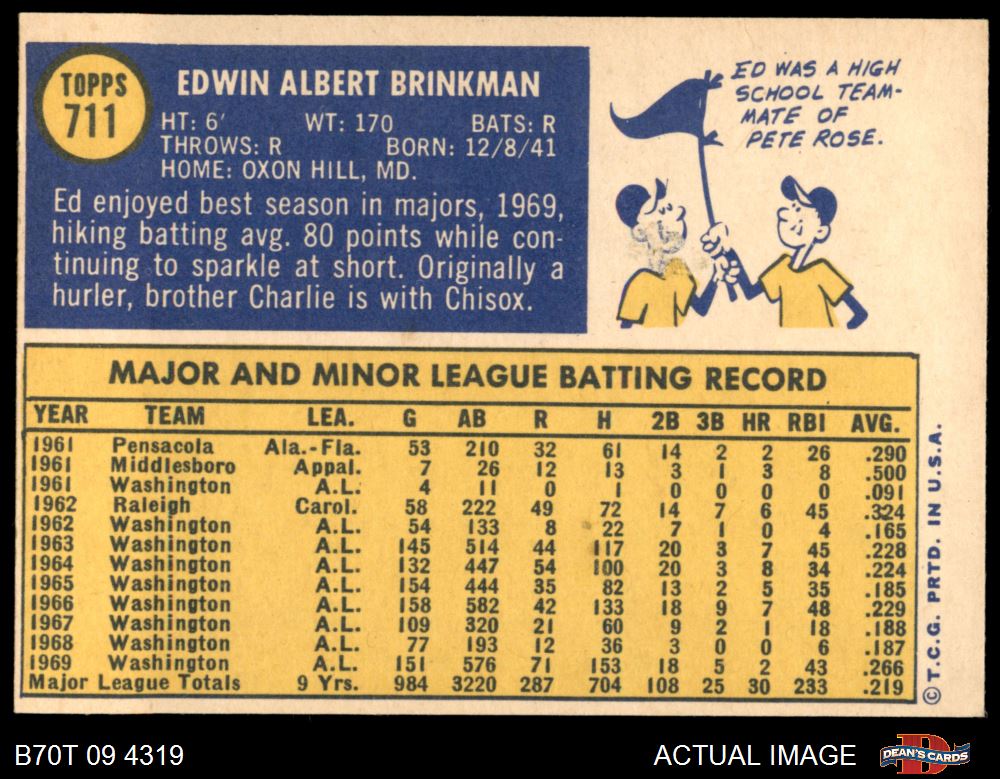 TOPPS
711
EDWIN ALBERT BRINKMAN
HT: 6' WT: 170 BATS: R
THROWS: R BORN: 12/8/41
HOME: OXON HILL, MD.
Ed enjoyed best season in majors, 1969,
hiking batting avg. 80 points while con-
tinuing to sparkle at short. Originally a
hurler, brother Charlie is with Chisox.
ED WAS A HIGH
SCHOOL TEAM-
MATE OF
PETE ROSE.
MAJOR AND MINOR LEAGUE BATTING RECORD
YEAR TEAM LEA. G AB R H 2B 3B HR RBI AVG.
1961 Pensacola Ala.-Fla. 53 210 32 61 14 2 2 26 .290
1961 Middlesboro Appal. 7 26 12 13 3 1 3 8 .500
1961 Washington A.L. 4 11 0 1 0 0 0 0 .091
1962 Raleigh Carol. 58 222 49 72 14 7 6 45 .324
1962 Washington A.L. 54 133 8 22 7 1 0 4 .165
1963 Washington A.L. 145 514 44 117 20 3 7 45 .228
1964 Washington A.L. 132 447 54 100 20 3 8 34 .224
1965 Washington A.L. 154 444 35 82 13 2 5 35 .185
1966 Washington A.L. 158 582 42 133 18 9 7 48 .229
1967 Washington A.L. 109 320 21 60 9 2 1 18 .188
1968 Washington A.L. 77 193 12 36 3 0 0 6 .187
1969 Washington A.L. 151 576 71 153 18 5 2 43 .266
Major League Totals 9 Yrs. 984 3220 287 704 108 25 30 233 .219
© T.C.G. PRTD. IN U.S.A.
B70T 09 4319
ACTUAL IMAGE
DEAN'S CARDS